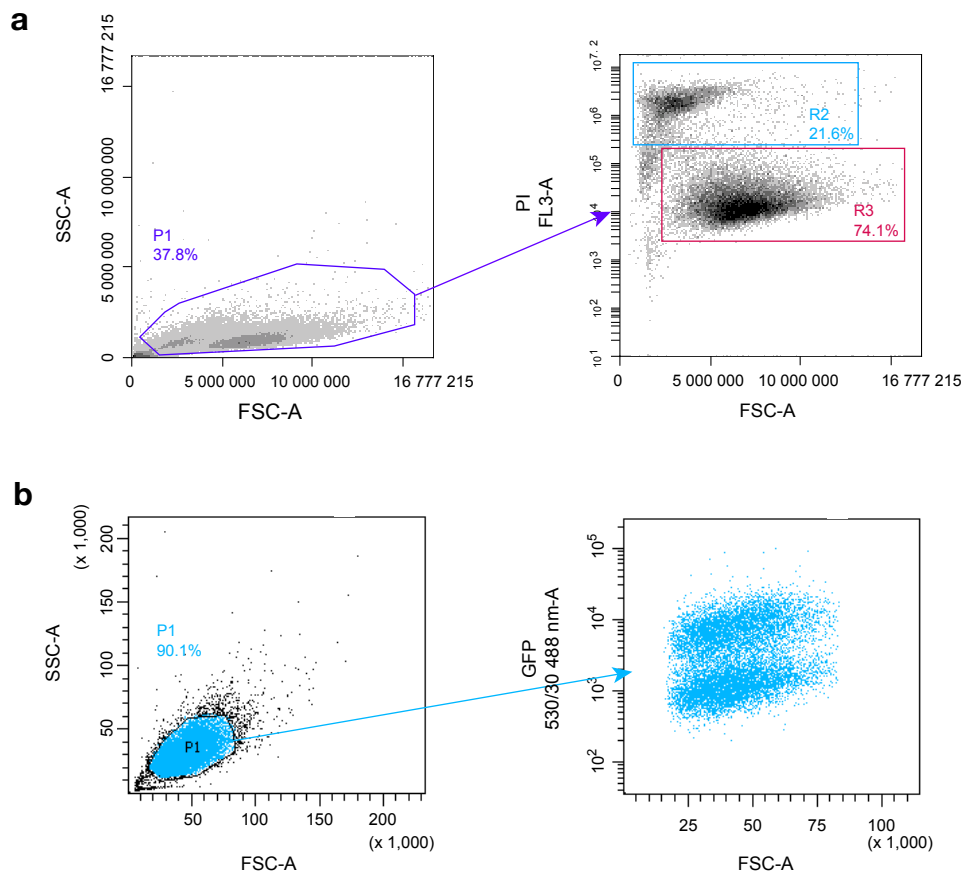 a
16 777 215
10 000 000
5 000 000
0
SSC-A
P1
37.8%
0
5 000 000
10 000 000
16 777 215
FSC-A
10^7.2
10^6
10^5
10^4
10^3
10^2
10^1
PI
FL3-A
R2
21.6%
R3
74.1%
0
5 000 000
10 000 000
16 777 215
FSC-A
b
(x 1,000)
200
150
100
50
SSC-A
P1
90.1%
P1
50
100
150
200
(x 1,000)
FSC-A
10^5
10^4
10^3
10^2
GFP
530/30 488 nm-A
25
50
75
100
(x 1,000)
FSC-A